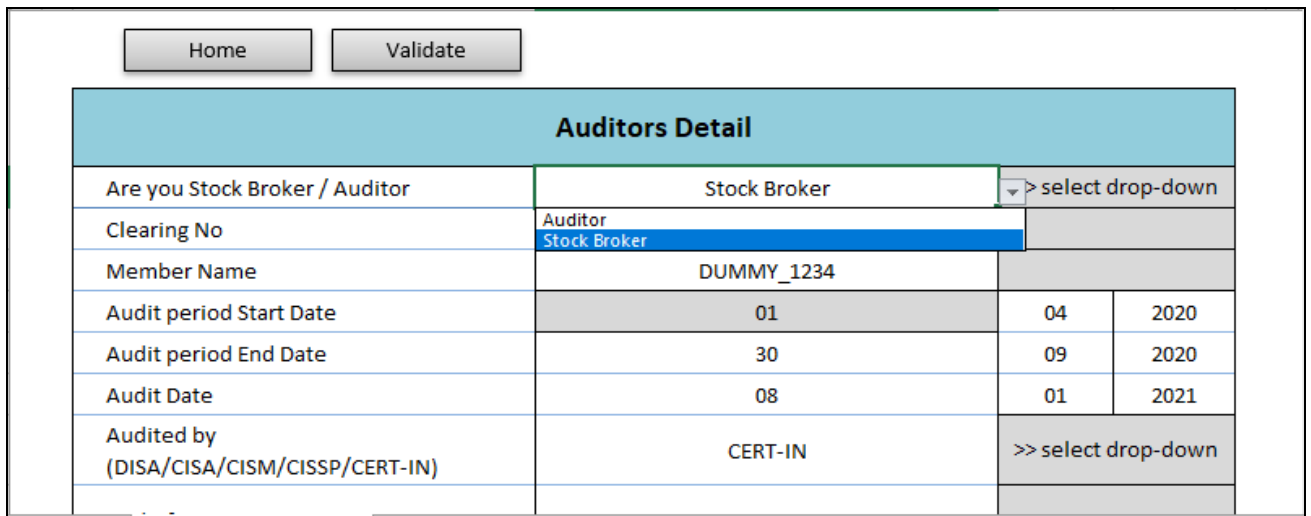 Home Validate
Auditors Detail
Are you Stock Broker / Auditor Stock Broker > select drop-down
Auditor
Clearing No
Stock Broker
Member Name DUMMY_1234
Audit period Start Date 01 04 2020
Audit period End Date 30 09 2020
Audit Date 08 01 2021
Audited by
(DISA/CISA/CISM/CISSP/CERT-IN) CERT-IN >> select drop-down